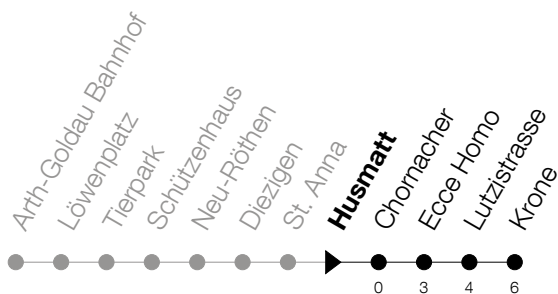 Arth-Goldau Bahnhof
Löwenplatz
Tierpark
Schützenhaus
Neu-Röthen
Diezigen
St. Anna
Husmatt
Chornacher
Ecce Homo
Lutzistrasse
Krone
0 3 4 6